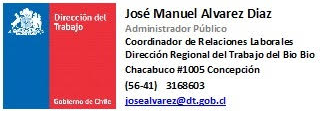 Dirección del
Trabajo
Gobierno de Chile
José Manuel Alvarez Diaz
Administrador Público
Coordinador de Relaciones Laborales
Dirección Regional del Trabajo del Bio Bio
Chacabuco #1005 Concepción
(56-41) 3168603
josealvarez@dt.gob.cl